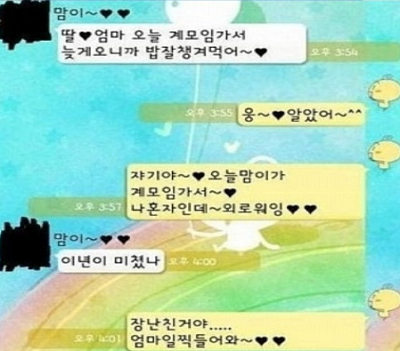 맘이~♥♥
딸♥엄마 오늘 계모임가서
늦게오니까 밥잘챙겨먹어~♥
오후 3:54
오후 3:55
웅~♥알았어~^^
쟈기야~♥오늘맘이가
계모임가서~♥
나혼자인데~외로워잉♥♥
오후 3:57
맘이~♥♥
이년이 미쳤나
오후 4:00
장난친거야.....
엄마일찍들어와~♥♥
오후 4:01